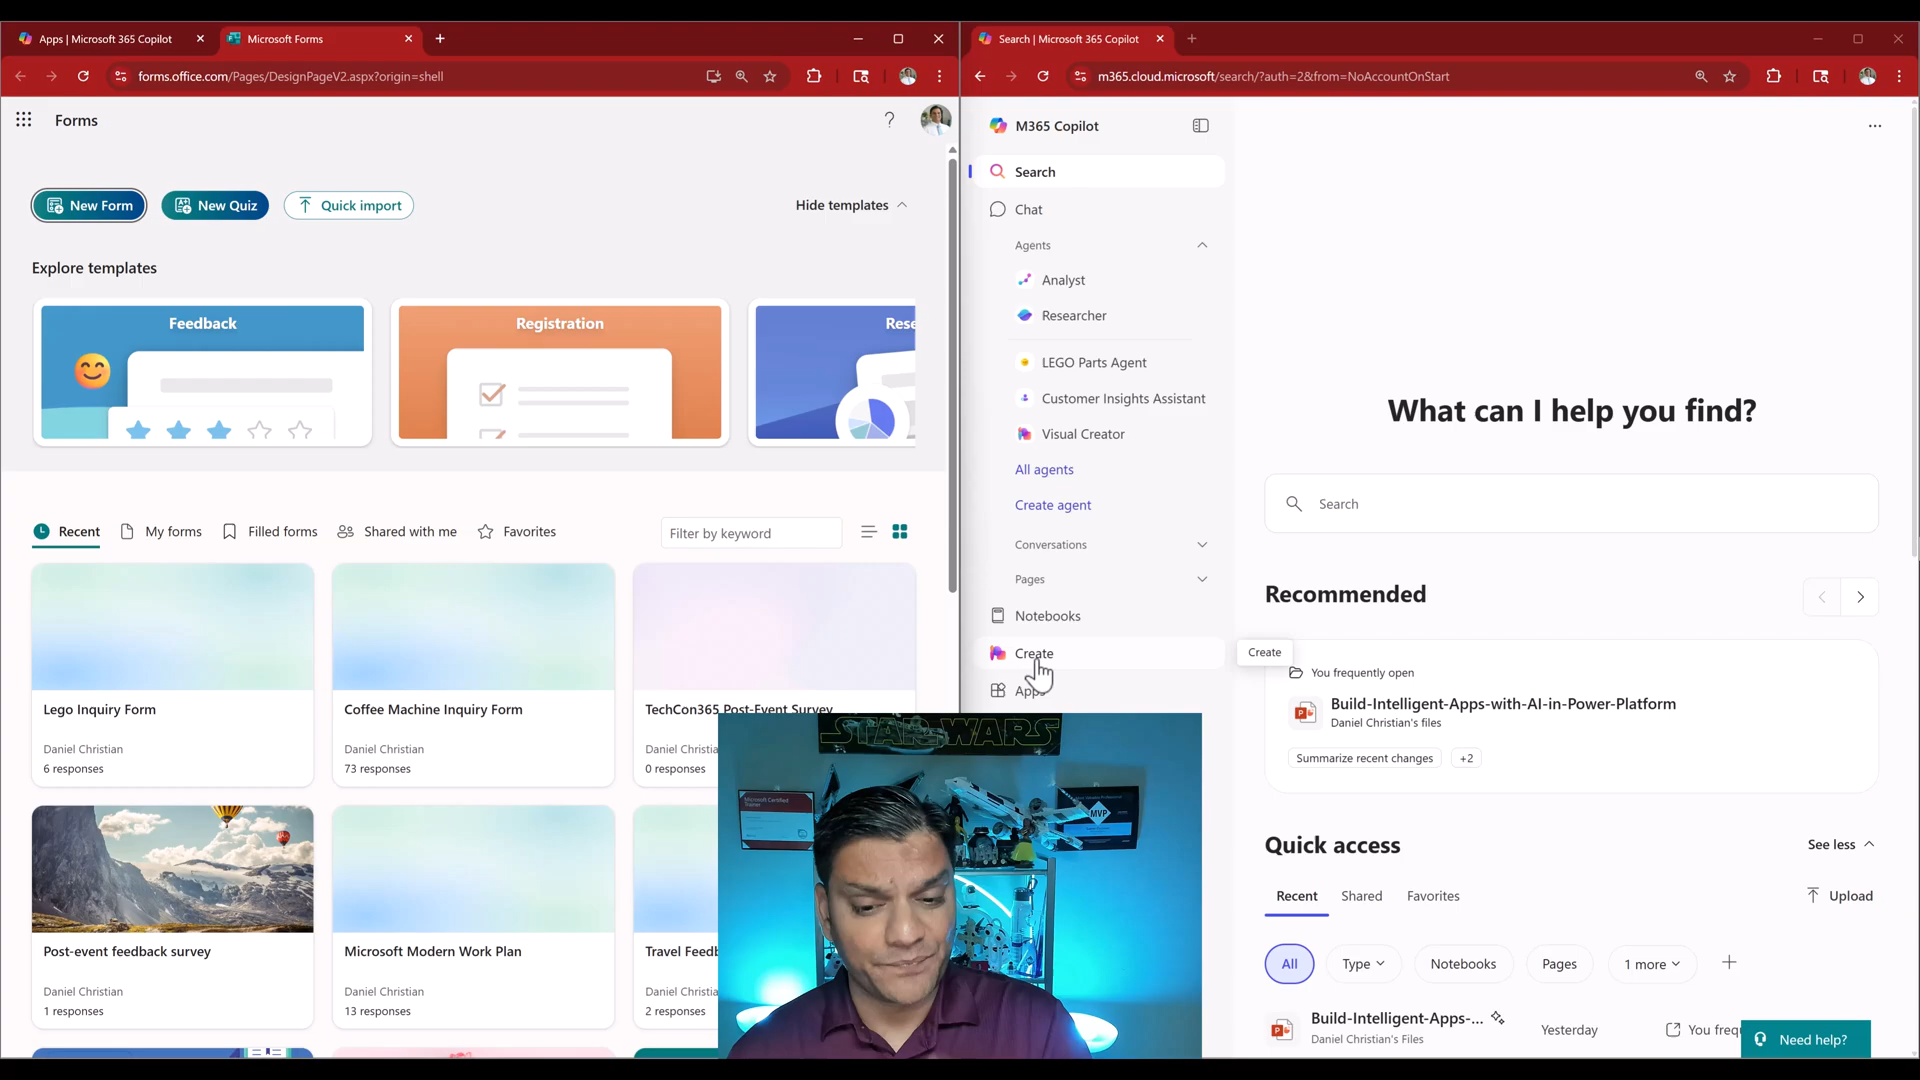 Apps | Microsoft 365 Copilot
Microsoft Forms
forms.office.com/Pages/DesignPageV2.aspx?origin=shell
Forms
New Form
New Quiz
Quick import
Hide templates
Explore templates
Feedback
Registration
Rese
Recent
My forms
Filled forms
Shared with me
Favorites
Filter by keyword
Lego Inquiry Form
Daniel Christian
6 responses
Coffee Machine Inquiry Form
Daniel Christian
73 responses
TechCon365 Post-Event Survey
Daniel Christia
0 responses
Post-event feedback survey
Daniel Christian
1 responses
Microsoft Modern Work Plan
Daniel Christian
13 responses
Travel Feedb
Daniel Christia
2 responses
Search | Microsoft 365 Copilot
m365.cloud.microsoft/search/?auth=2&from=NoAccountOnStart
M365 Copilot
Search
Chat
Agents
Analyst
Researcher
LEGO Parts Agent
Customer Insights Assistant
Visual Creator
All agents
Create agent
Conversations
Pages
Notebooks
Create
Apps
Create
What can I help you find?
Search
Recommended
You frequently open
Build-Intelligent-Apps-with-AI-in-Power-Platform
Daniel Christian's files
Summarize recent changes
+2
Quick access
See less
Recent
Shared
Favorites
Upload
All
Type
Notebooks
Pages
1 more
Build-Intelligent-Apps-...
Daniel Christian's Files
Yesterday
You freq
Need help?
STAR WARS
Microsoft Certified
Trainer
MVP